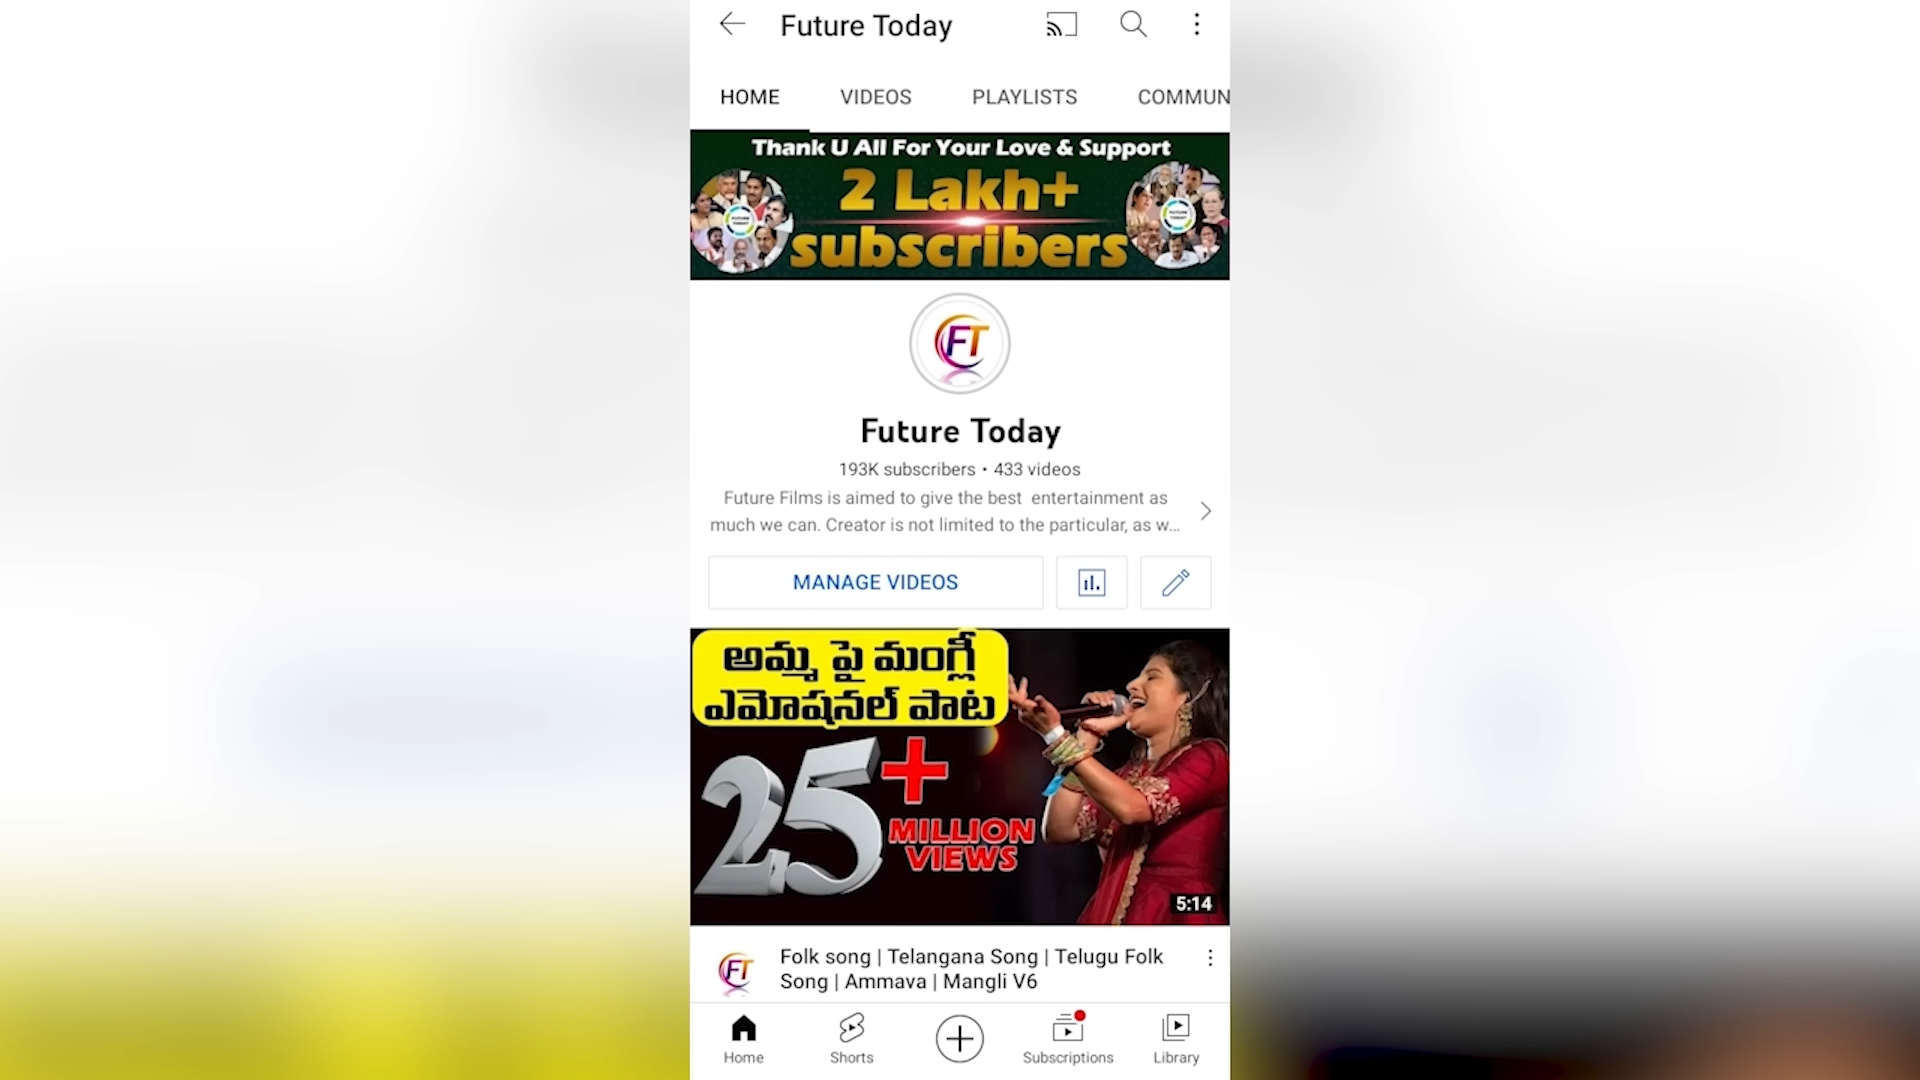 Future Today
HOME VIDEOS PLAYLISTS COMMUN
Thank U All For Your Love & Support
2 Lakh+
subscribers
FT
Future Today
193K subscribers • 433 videos
Future Films is aimed to give the best entertainment as
much we can. Creator is not limited to the particular, as w...
MANAGE VIDEOS
అమ్మ పై మంగ్లీ
ఎమోషనల్ పాట
2.5+
MILLION
VIEWS
5:14
FT
Folk song | Telangana Song | Telugu Folk
Song | Ammava | Mangli V6
Home Shorts Subscriptions Library